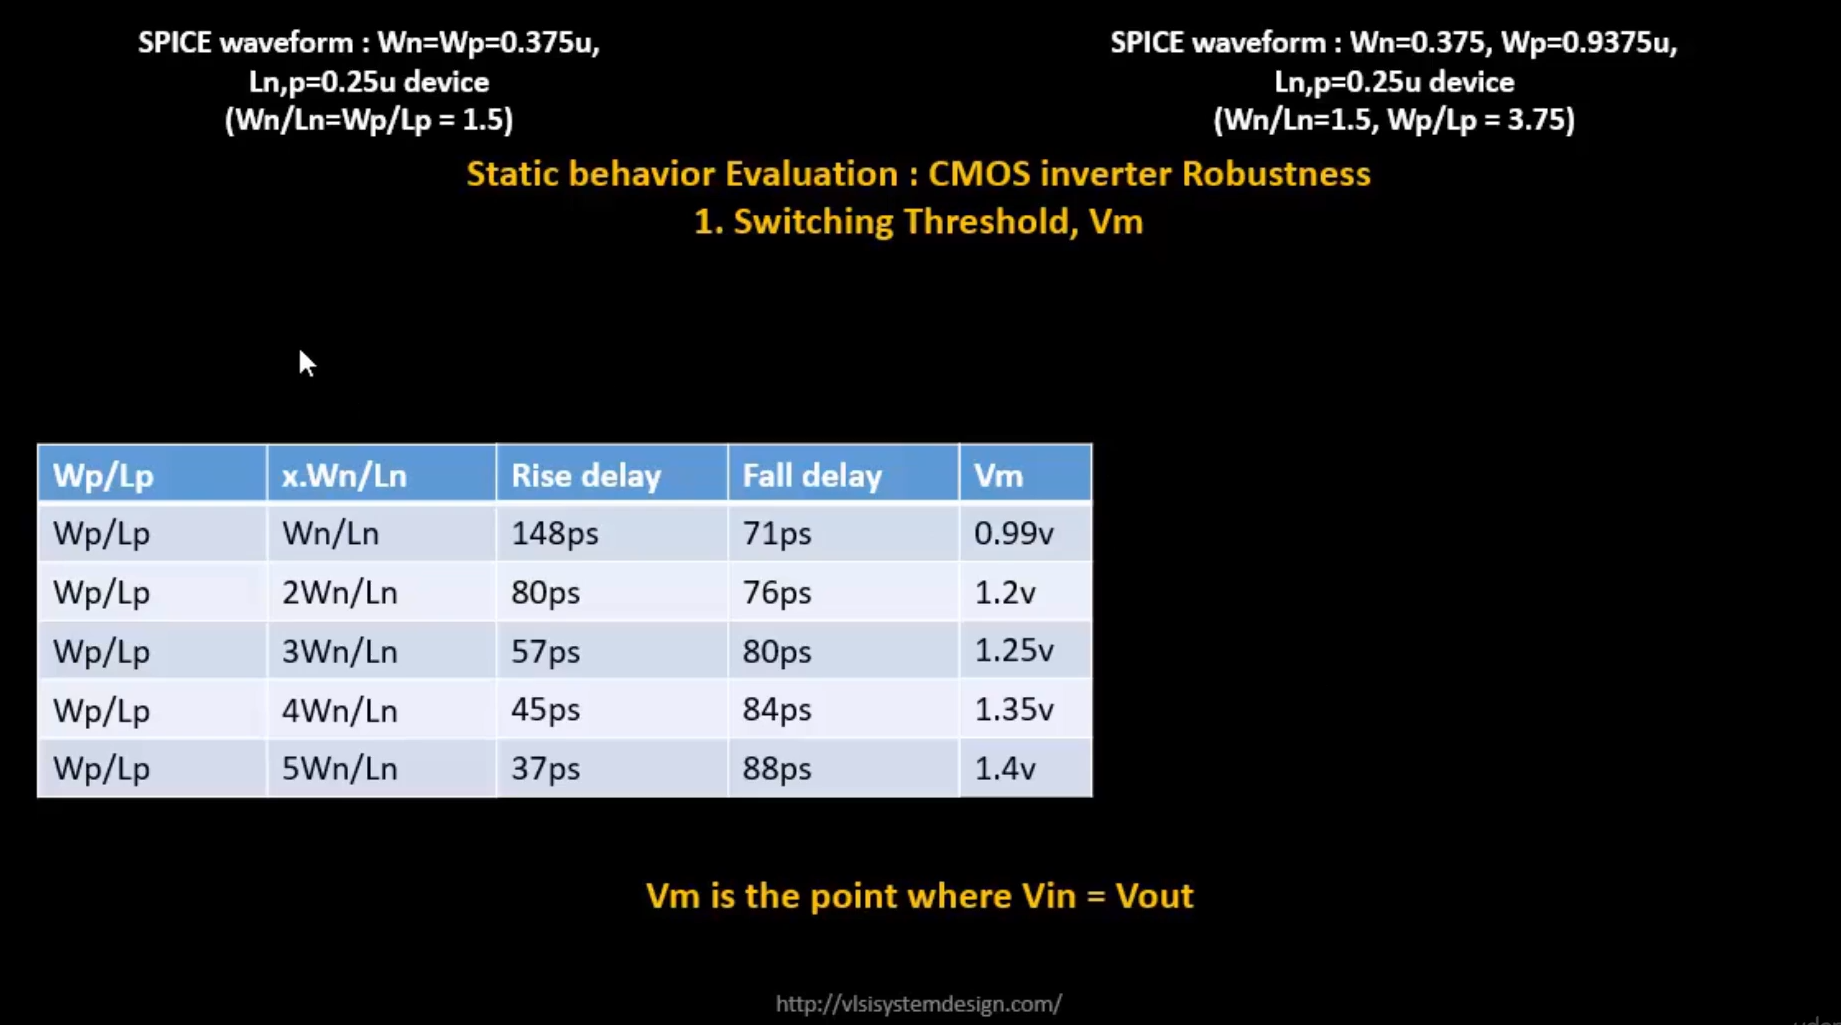 SPICE waveform : Wn=Wp=0.375u,
Ln,p=0.25u device
(Wn/Ln=Wp/Lp = 1.5)
SPICE waveform : Wn=0.375, Wp=0.9375u,
Ln,p=0.25u device
(Wn/Ln=1.5, Wp/Lp = 3.75)
Static behavior Evaluation : CMOS inverter Robustness
1. Switching Threshold, Vm
Wp/Lp x.Wn/Ln Rise delay Fall delay Vm
Wp/Lp Wn/Ln 148ps 71ps 0.99v
Wp/Lp 2Wn/Ln 80ps 76ps 1.2v
Wp/Lp 3Wn/Ln 57ps 80ps 1.25v
Wp/Lp 4Wn/Ln 45ps 84ps 1.35v
Wp/Lp 5Wn/Ln 37ps 88ps 1.4v
Vm is the point where Vin = Vout
http://vlsisystemdesign.com/